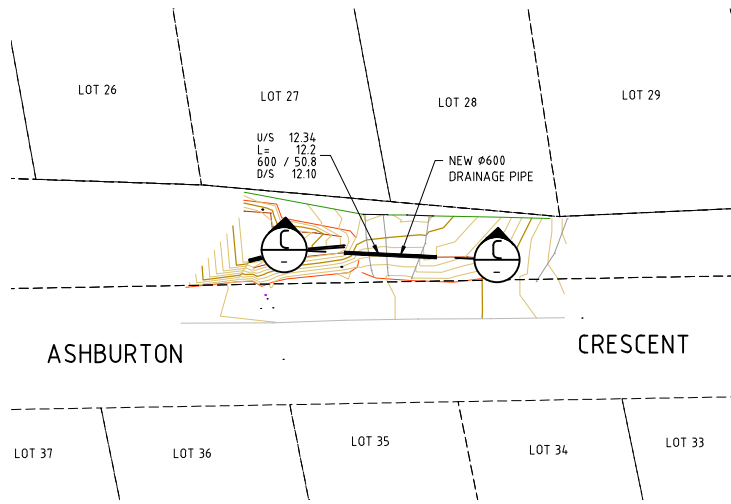 LOT 26
LOT 27
LOT 28
LOT 29
U/S 12.34
L= 12.2
600 / 50.8
D/S 12.10
NEW Ø600
DRAINAGE PIPE
C
-
C
-
ASHBURTON
CRESCENT
LOT 37
LOT 36
LOT 35
LOT 34
LOT 33